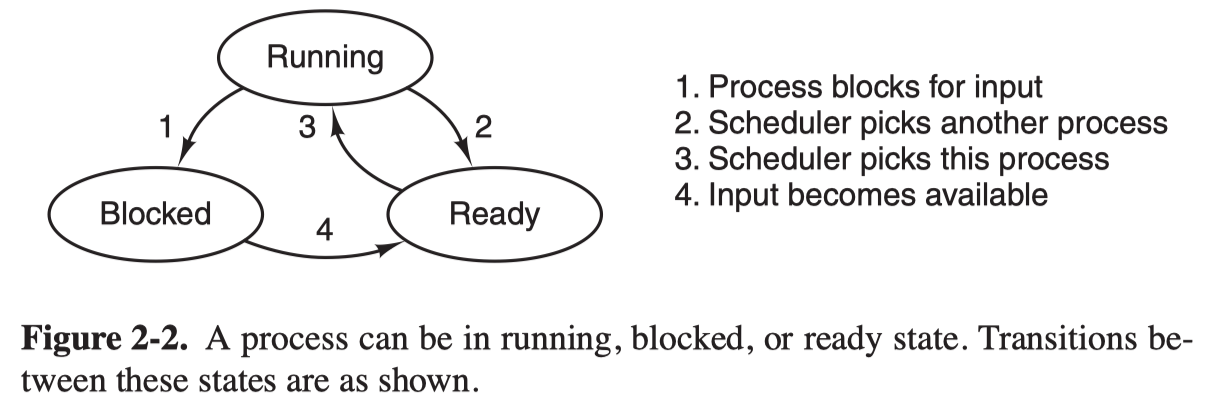 Running
1. Process blocks for input
2. Scheduler picks another process
3. Scheduler picks this process
4. Input becomes available
1
3
2
Blocked
4
Ready
Figure 2-2. A process can be in running, blocked, or ready state. Transitions be-
tween these states are as shown.